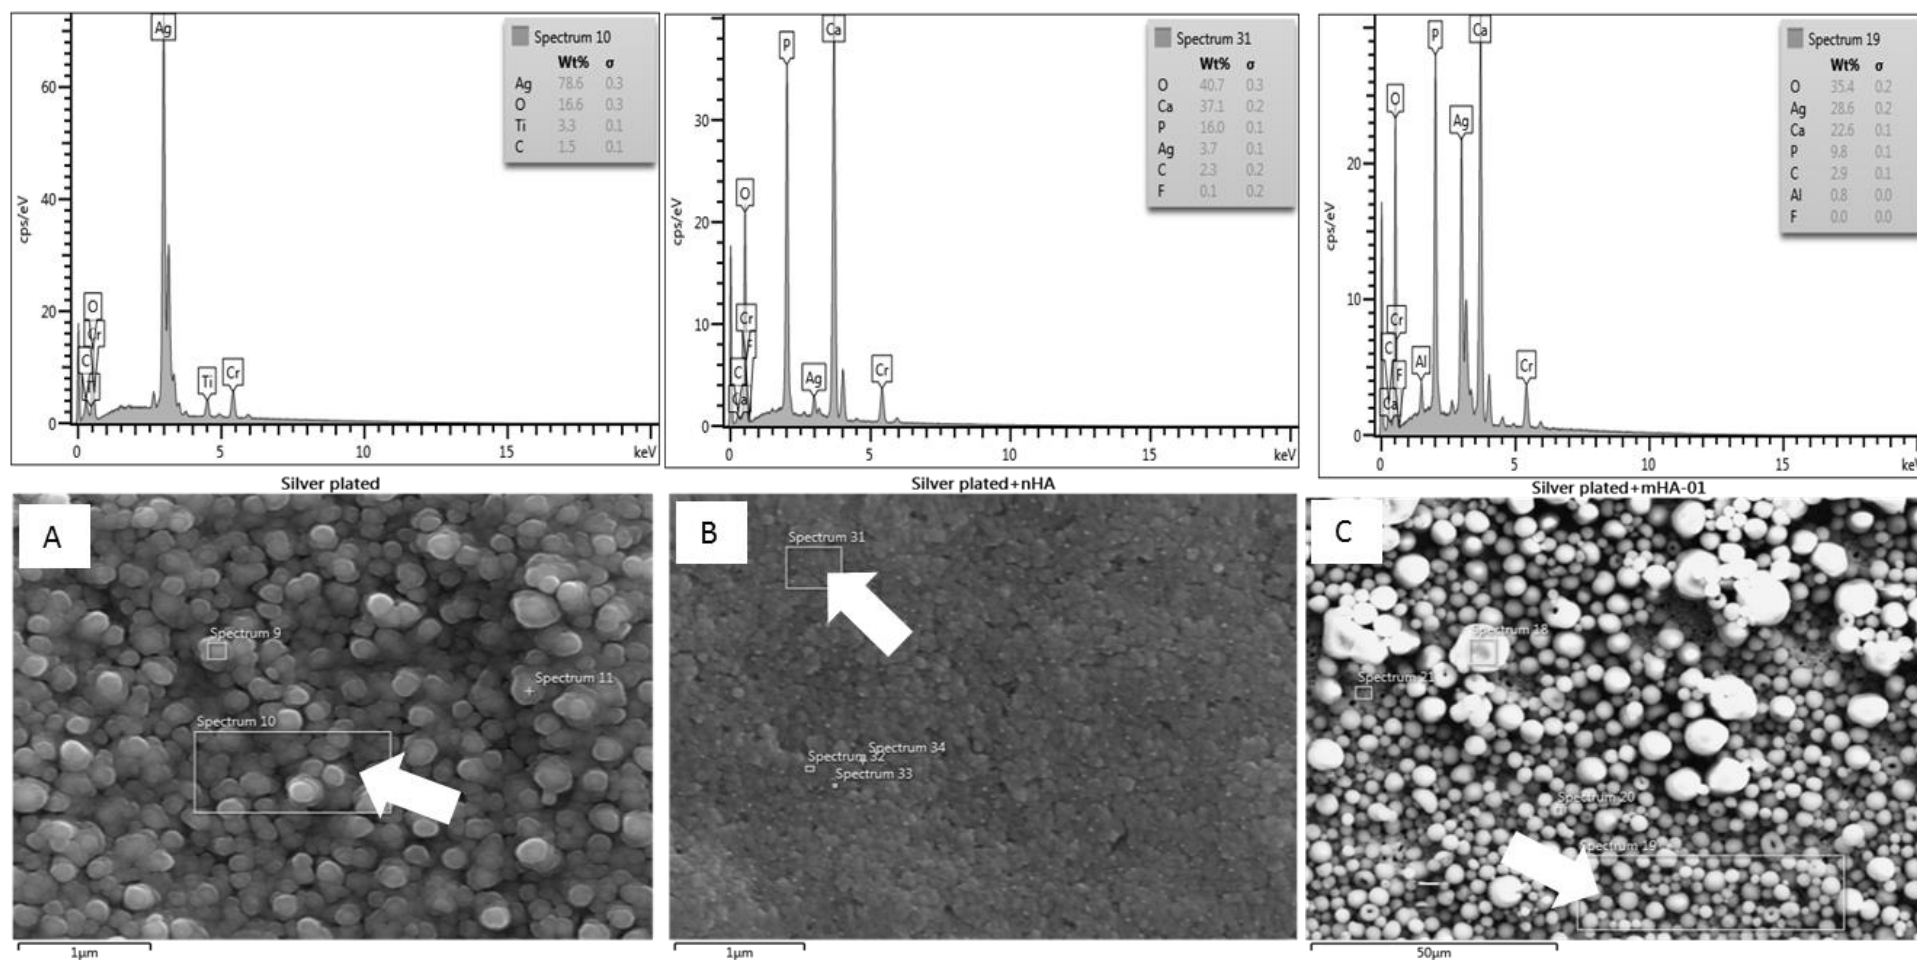 Ag
Spectrum 10
Wt% σ
Ag 78.6 0.3
O 16.6 0.3
Ti 3.3 0.1
C 1.5 0.1
60
40
20
0
cps/eV
O
Cr
C
Ti
Cr
0 5 10 15 keV
Silver plated
P
Ca
Spectrum 31
Wt% σ
O 40.7 0.3
Ca 37.1 0.2
P 16.0 0.1
Ag 3.7 0.1
C 2.3 0.2
F 0.1 0.2
30
20
10
0
cps/eV
O
Cr
F
C
Ca
Ag
Cr
0 5 10 15 keV
Silver plated+nHA
P
Ca
O
Ag
Spectrum 19
Wt% σ
O 35.4 0.2
Ag 28.6 0.2
Ca 22.6 0.1
P 9.8 0.1
C 2.9 0.1
Al 0.8 0.0
F 0.0 0.0
20
10
0
cps/eV
Cr
C
F
Al
Ca
Cr
0 5 10 15 keV
Silver plated+mHA-01
A
Spectrum 9
Spectrum 11
Spectrum 10
1µm
B
Spectrum 31
Spectrum 34
Spectrum 32
Spectrum 33
1µm
C
Spectrum 18
Spectrum 21
Spectrum 20
Spectrum 19
50µm